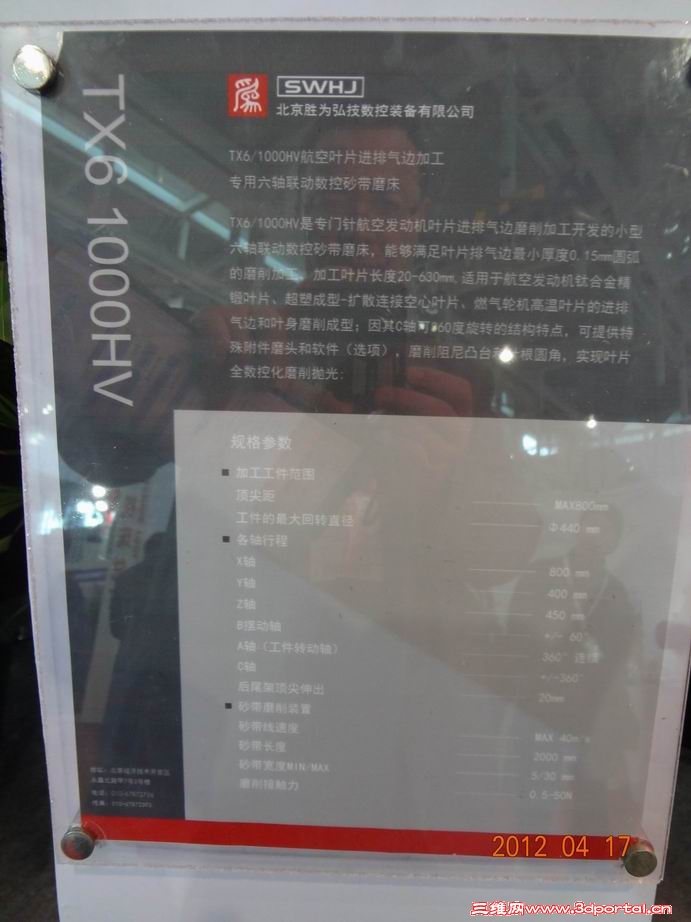 TX6 1000HV
SWHJ
北京胜为弘技数控装备有限公司
TX6/1000HV航空叶片进排气边加工
专用六轴联动数控砂带磨床
TX6/1000HV是专门针航空发动机叶片进排气边磨削加工开发的小型
六轴联动数控砂带磨床，能够满足叶片排气边最小厚度0.15mm圆弧
的磨削加工。加工叶片长度20-630mm,适用于航空发动机钛合金精
锻叶片、超塑成型-扩散连接空心叶片、燃气轮机高温叶片的进排
气边和叶身磨削成型；因其C轴可360度旋转的结构特点，可提供特
殊附件磨头和软件（选项），磨削阻尼凸台和叶根圆角，实现叶片
全数控化磨削抛光；
规格参数
■ 加工工件范围
顶尖距 MAX800mm
工件的最大回转直径 Φ440 mm
■ 各轴行程
X轴 800 mm
Y轴 400 mm
Z轴 450 mm
B摆动轴 +/- 60°
A轴（工件转动轴） 360° 连续
C轴 +/-360°
后尾架顶尖伸出 20mm
■ 砂带磨削装置
砂带线速度 MAX 40m/s
砂带长度 2000 mm
砂带宽度MIN/MAX 5/30 mm
磨削接触力 0.5-50N
地址：北京经济技术开发区
电话：
传真：
2012 04 17
三维网www.3dportal.cn